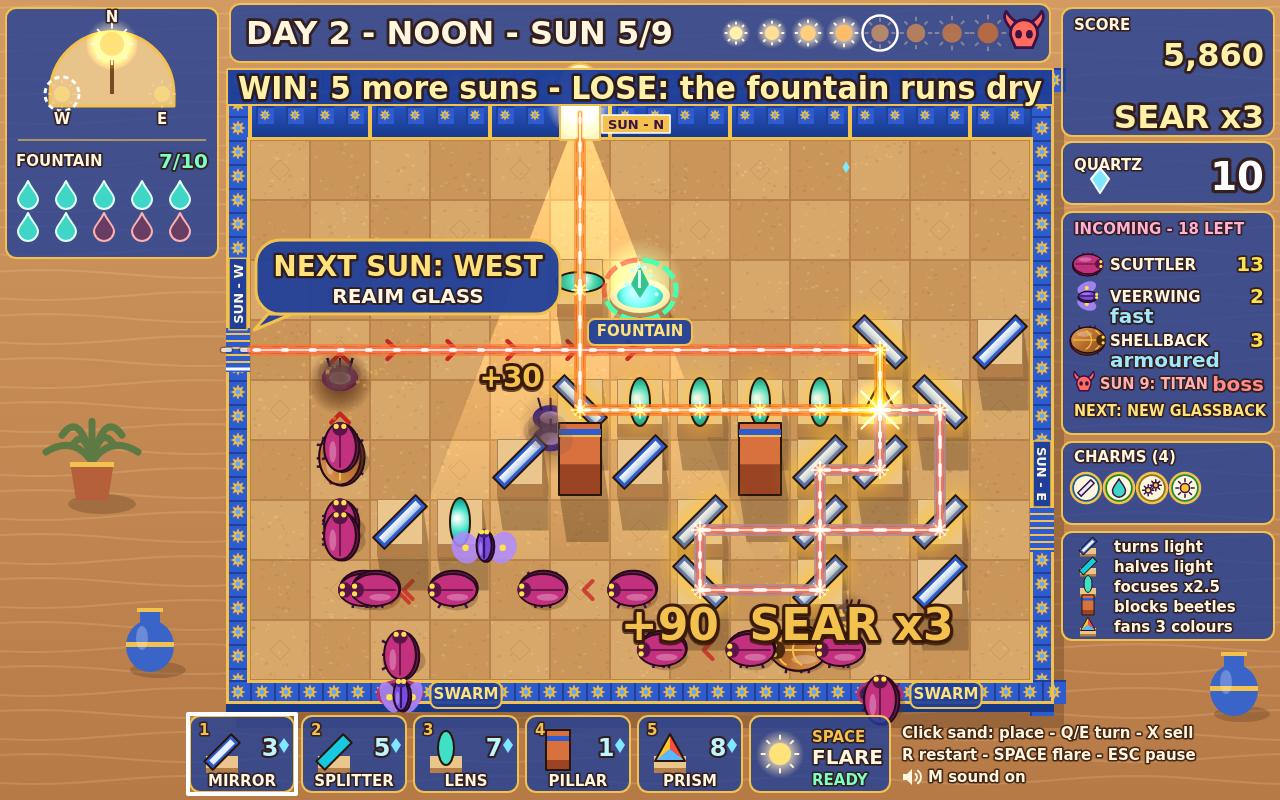 N
W
E
FOUNTAIN 7/10
DAY 2 - NOON - SUN 5/9
WIN: 5 more suns - LOSE: the fountain runs dry
SUN - N
SUN - W
NEXT SUN: WEST
REAIM GLASS
FOUNTAIN
+30
SUN - E
+90 SEAR x3
SWARM
SWARM
SCORE
5,860
SEAR x3
QUARTZ
10
INCOMING - 18 LEFT
SCUTTLER 13
VEERWING 2
fast
SHELLBACK 3
armoured
SUN 9: TITAN boss
NEXT: NEW GLASSBACK
CHARMS (4)
turns light
halves light
focuses x2.5
blocks beetles
fans 3 colours
1 3 MIRROR
2 5 SPLITTER
3 7 LENS
4 1 PILLAR
5 8 PRISM
SPACE
FLARE
READY
Click sand: place - Q/E turn - X sell
R restart - SPACE flare - ESC pause
M sound on